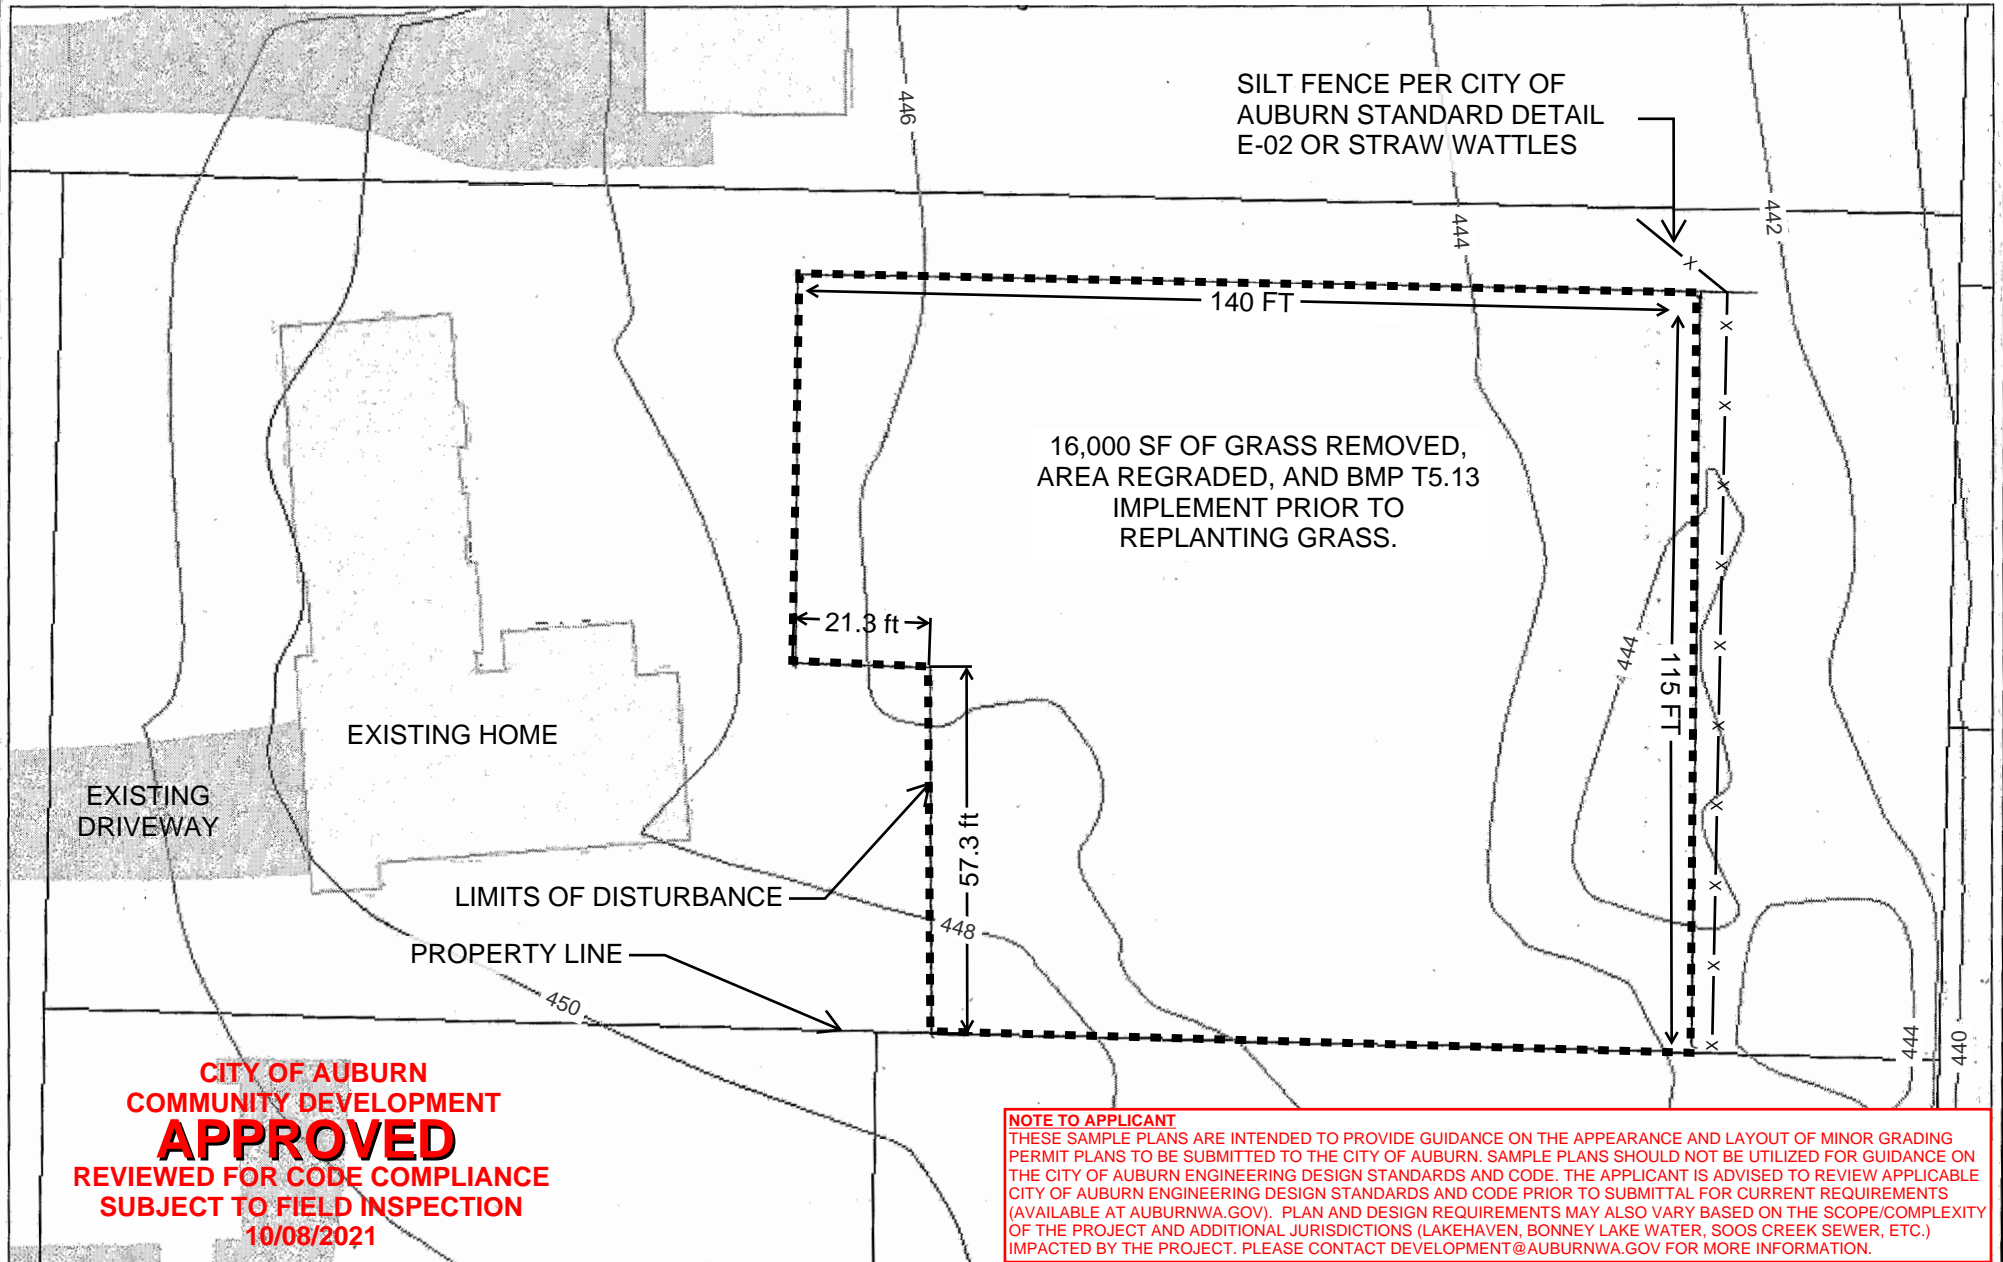 SILT FENCE PER CITY OF
AUBURN STANDARD DETAIL
E-02 OR STRAW WATTLES
446
444
442
X
140 FT
X
X
16,000 SF OF GRASS REMOVED,
AREA REGRADED, AND BMP T5.13
IMPLEMENT PRIOR TO
REPLANTING GRASS.
X
X
21.3 ft
444
115 FT
X
X
EXISTING HOME
EXISTING
DRIVEWAY
57.3 ft
X
LIMITS OF DISTURBANCE
X
448
PROPERTY LINE
X
450
X
444
440
CITY OF AUBURN
COMMUNITY DEVELOPMENT
APPROVED
REVIEWED FOR CODE COMPLIANCE
SUBJECT TO FIELD INSPECTION
10/08/2021
NOTE TO APPLICANT
THESE SAMPLE PLANS ARE INTENDED TO PROVIDE GUIDANCE ON THE APPEARANCE AND LAYOUT OF MINOR GRADING
PERMIT PLANS TO BE SUBMITTED TO THE CITY OF AUBURN. SAMPLE PLANS SHOULD NOT BE UTILIZED FOR GUIDANCE ON
THE CITY OF AUBURN ENGINEERING DESIGN STANDARDS AND CODE. THE APPLICANT IS ADVISED TO REVIEW APPLICABLE
CITY OF AUBURN ENGINEERING DESIGN STANDARDS AND CODE PRIOR TO SUBMITTAL FOR CURRENT REQUIREMENTS
(AVAILABLE AT AUBURNWA.GOV). PLAN AND DESIGN REQUIREMENTS MAY ALSO VARY BASED ON THE SCOPE/COMPLEXITY
OF THE PROJECT AND ADDITIONAL JURISDICTIONS (LAKEHAVEN, BONNEY LAKE WATER, SOOS CREEK SEWER, ETC.)
IMPACTED BY THE PROJECT. PLEASE CONTACT DEVELOPMENT@AUBURNWA.GOV FOR MORE INFORMATION.